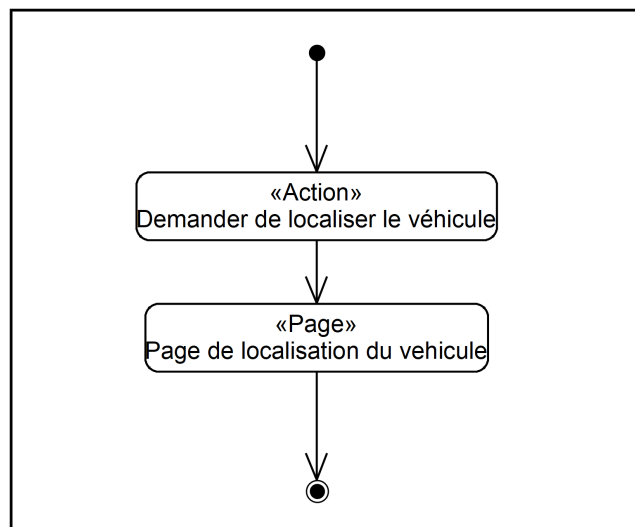 «Action»
Demander de localiser le véhicule
«Page»
Page de localisation du vehicule